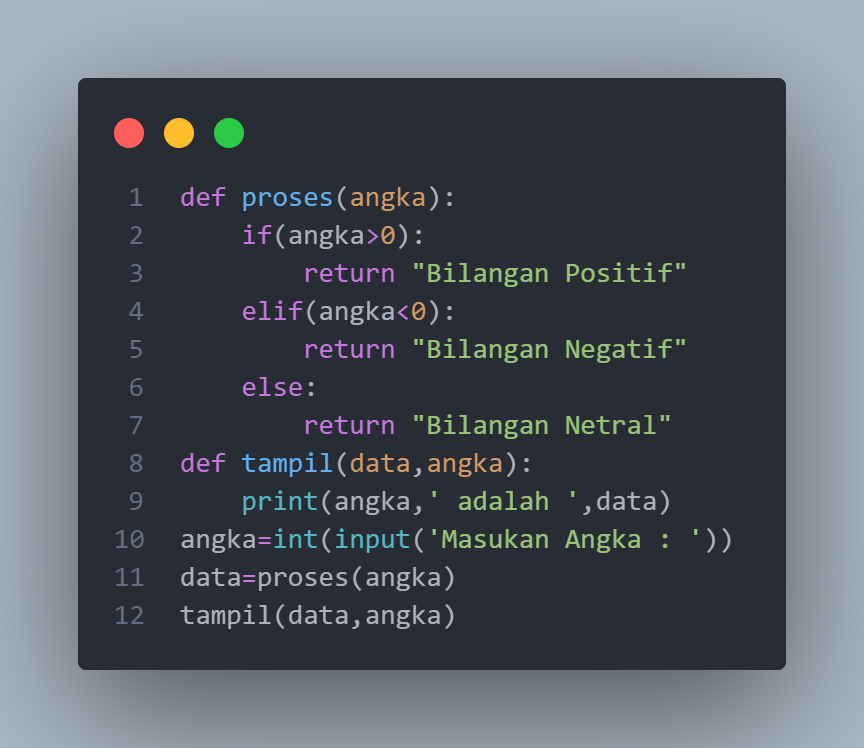 1 def proses(angka):
2     if(angka>0):
3         return "Bilangan Positif"
4     elif(angka<0):
5         return "Bilangan Negatif"
6     else:
7         return "Bilangan Netral"
8 def tampil(data,angka):
9     print(angka,' adalah ',data)
10 angka=int(input('Masukan Angka : '))
11 data=proses(angka)
12 tampil(data,angka)